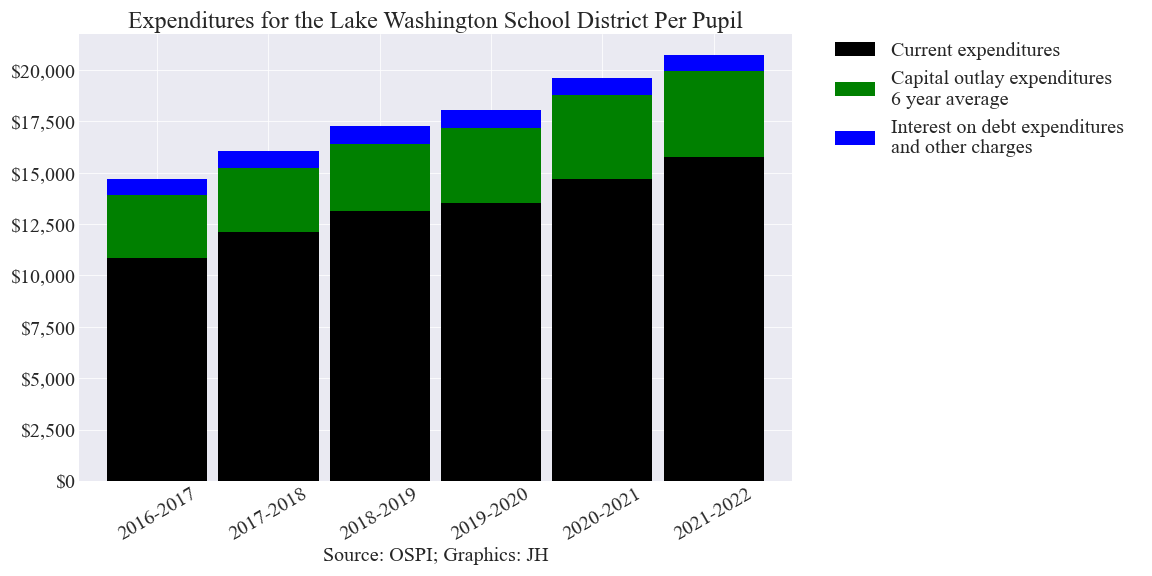 Expenditures for the Lake Washington School District Per Pupil
$20,000
$17,500
$15,000
$12,500
$10,000
$7,500
$5,000
$2,500
$0
2016-2017
2017-2018
2018-2019
2019-2020
2020-2021
2021-2022
Source: OSPI; Graphics: JH
Current expenditures
Capital outlay expenditures
6 year average
Interest on debt expenditures
and other charges